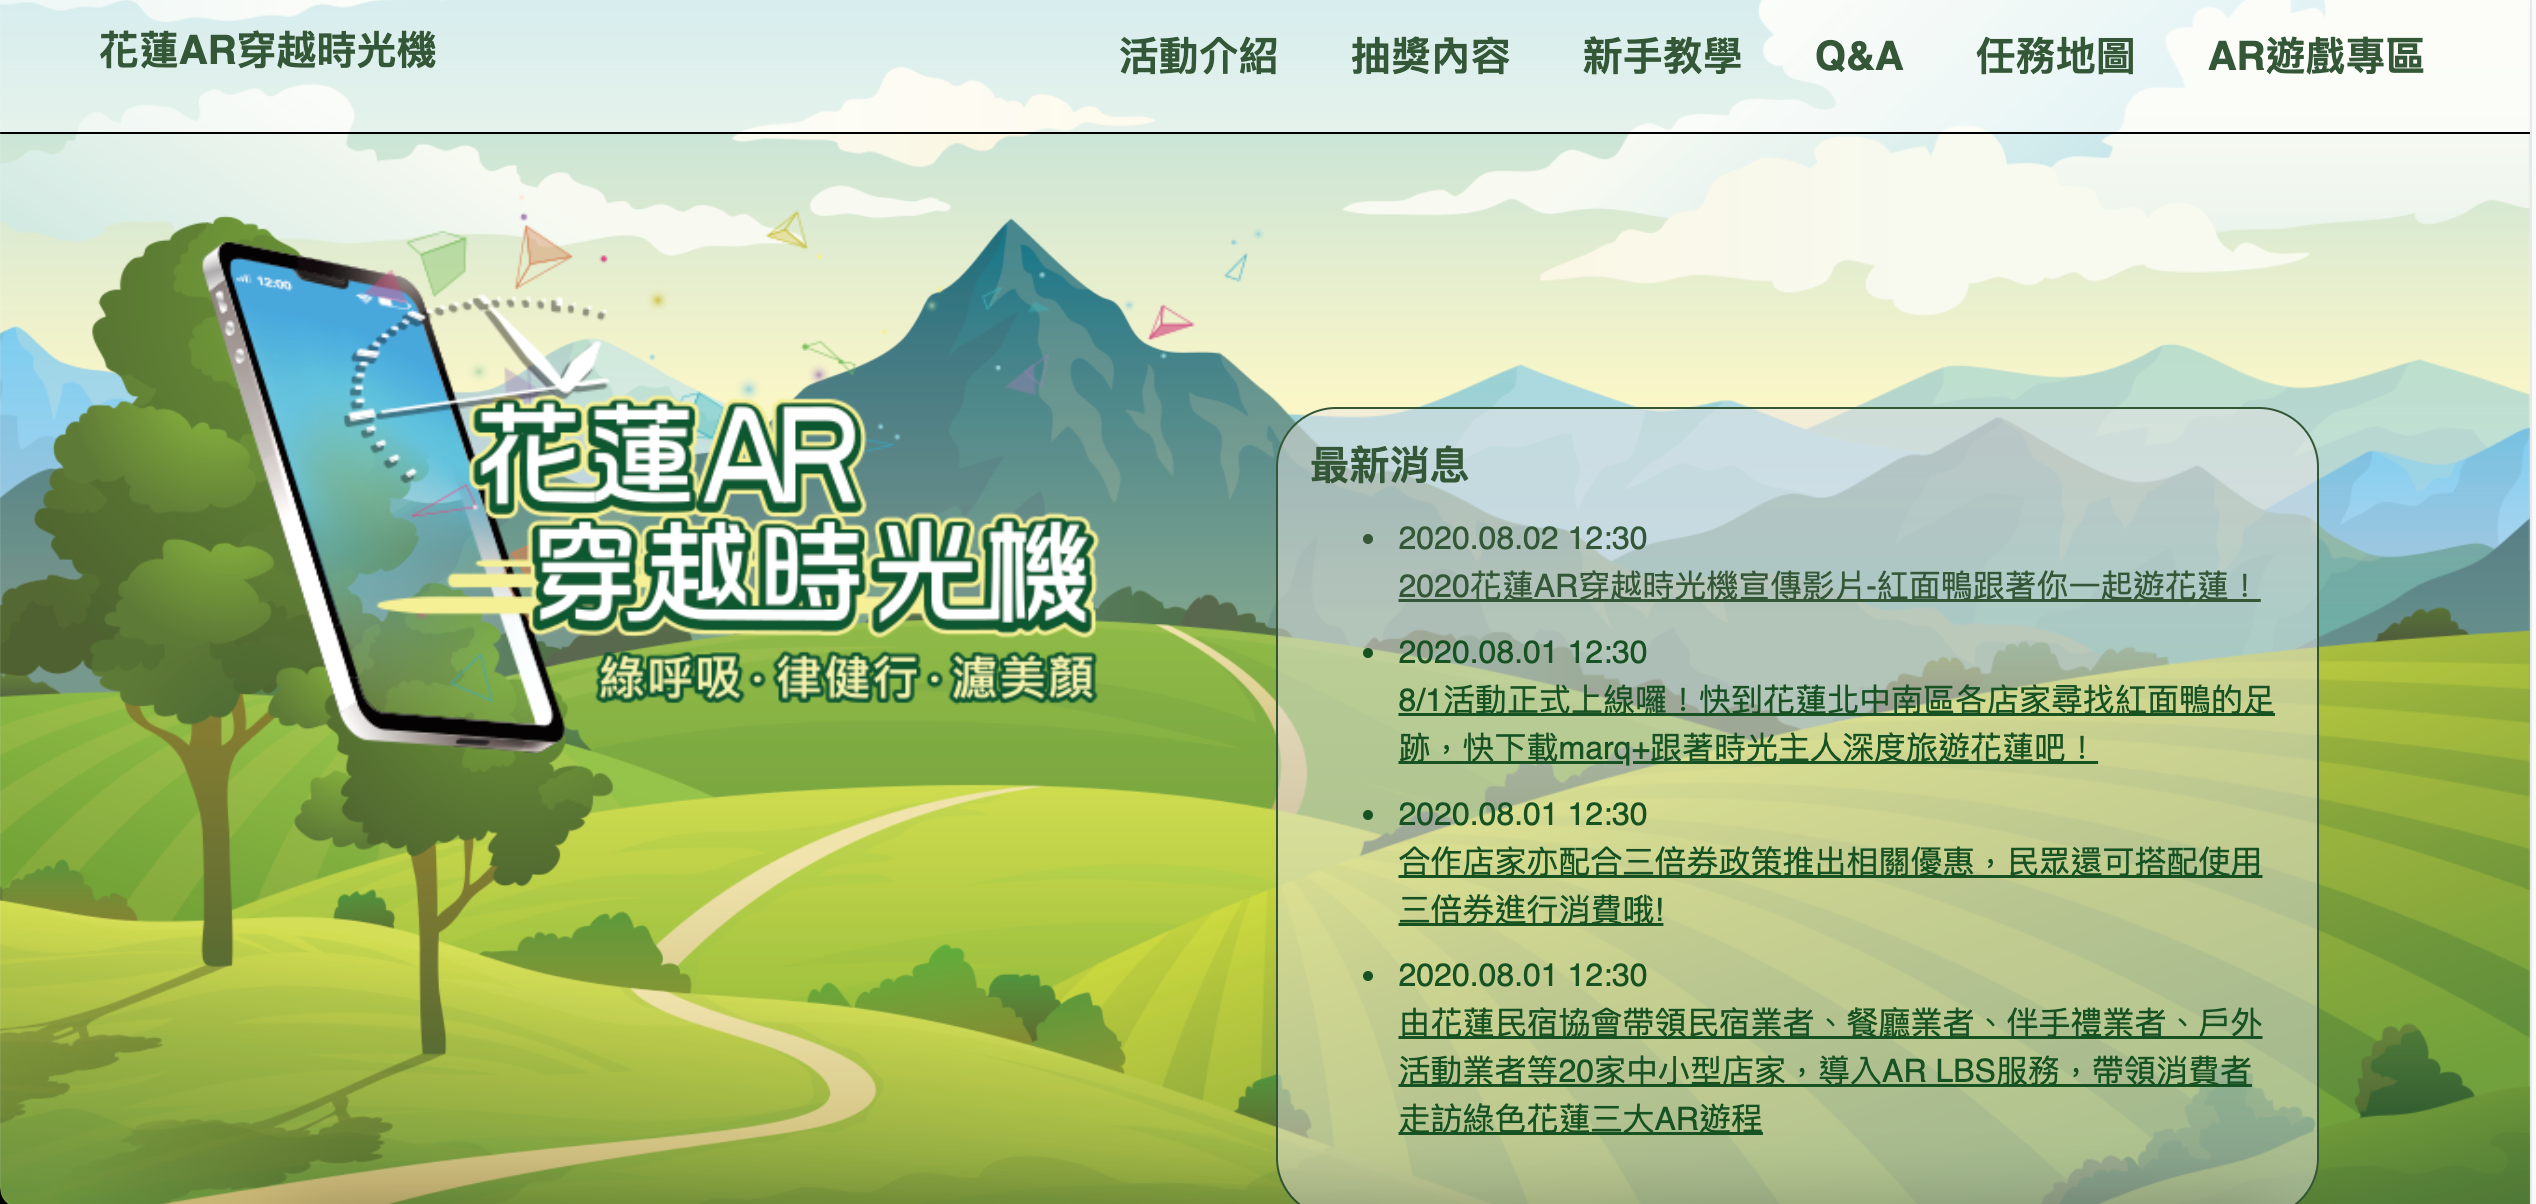 花蓮AR穿越時光機
活動介紹
抽獎內容
新手教學
Q&A
任務地圖
AR遊戲專區
12:00
花蓮AR
穿越時光機
綠呼吸·律健行·濾美顏
最新消息
2020.08.02 12:30
2020花蓮AR穿越時光機宣傳影片-紅面鴨跟著你一起遊花蓮！
2020.08.01 12:30
8/1活動正式上線囉！快到花蓮北中南區各店家尋找紅面鴨的足
跡，快下載marq+跟著時光主人深度旅遊花蓮吧！
2020.08.01 12:30
合作店家亦配合三倍券政策推出相關優惠，民眾還可搭配使用
三倍券進行消費哦!
2020.08.01 12:30
由花蓮民宿協會帶領民宿業者、餐廳業者、伴手禮業者、戶外
活動業者等20家中小型店家，導入AR LBS服務，帶領消費者
走訪綠色花蓮三大AR遊程